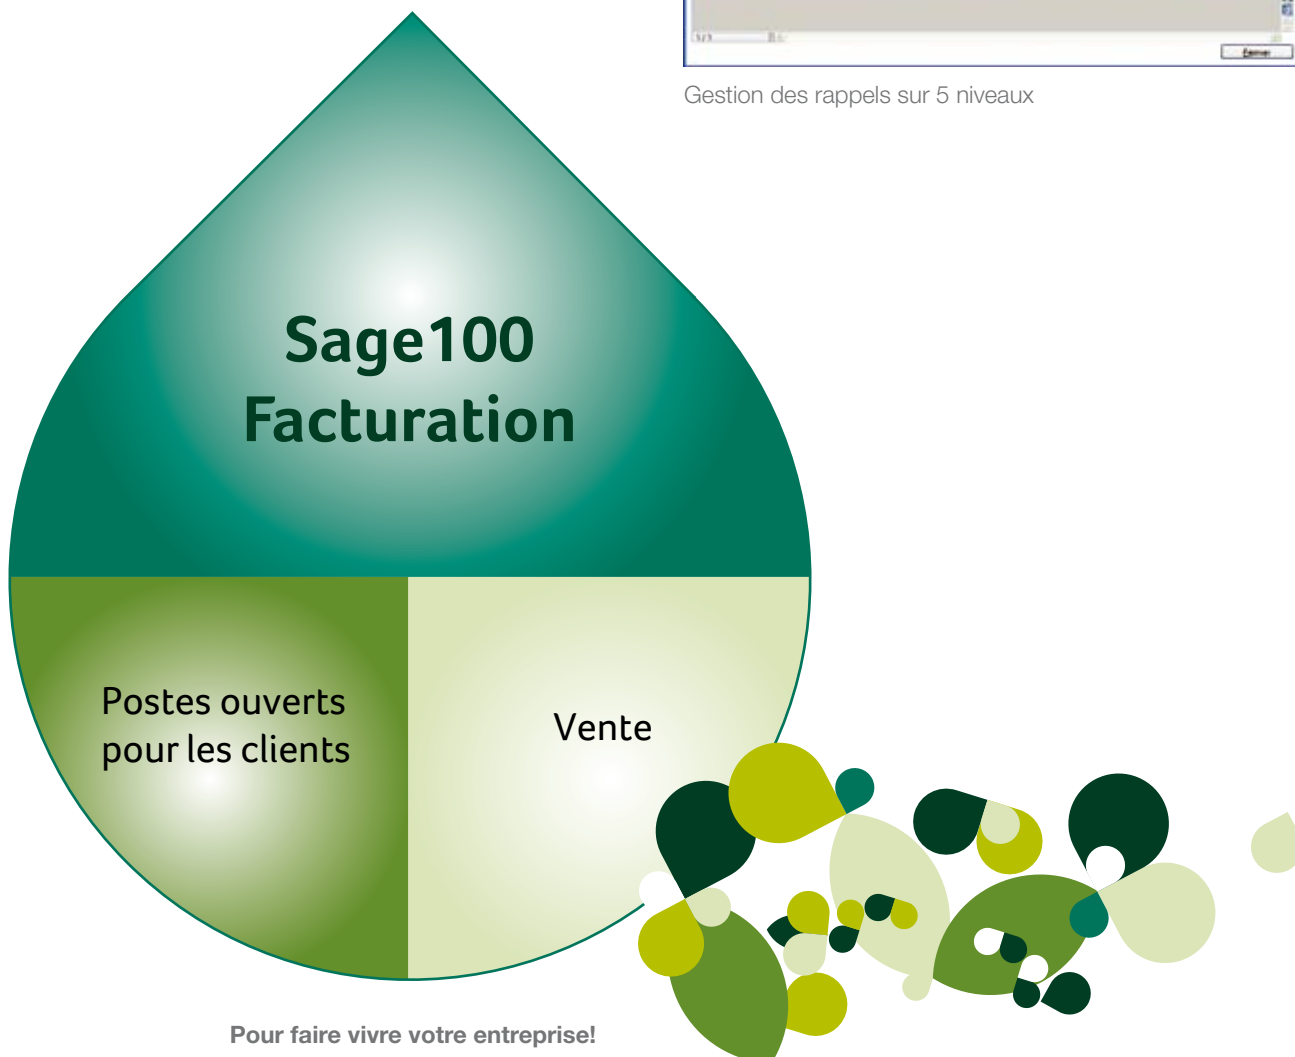 Gestion des rappels sur 5 niveaux
Sage100
Facturation
Postes ouverts
pour les clients
Vente
Pour faire vivre votre entreprise!